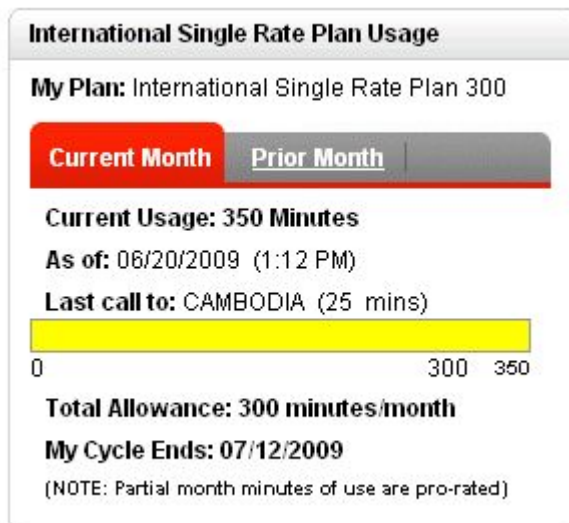 International Single Rate Plan Usage
My Plan: International Single Rate Plan 300
Current Month Prior Month
Current Usage: 350 Minutes
As of: 06/20/2009 (1:12 PM)
Last call to: CAMBODIA (25 mins)
0 300 350
Total Allowance: 300 minutes/month
My Cycle Ends: 07/12/2009
(NOTE: Partial month minutes of use are pro-rated)